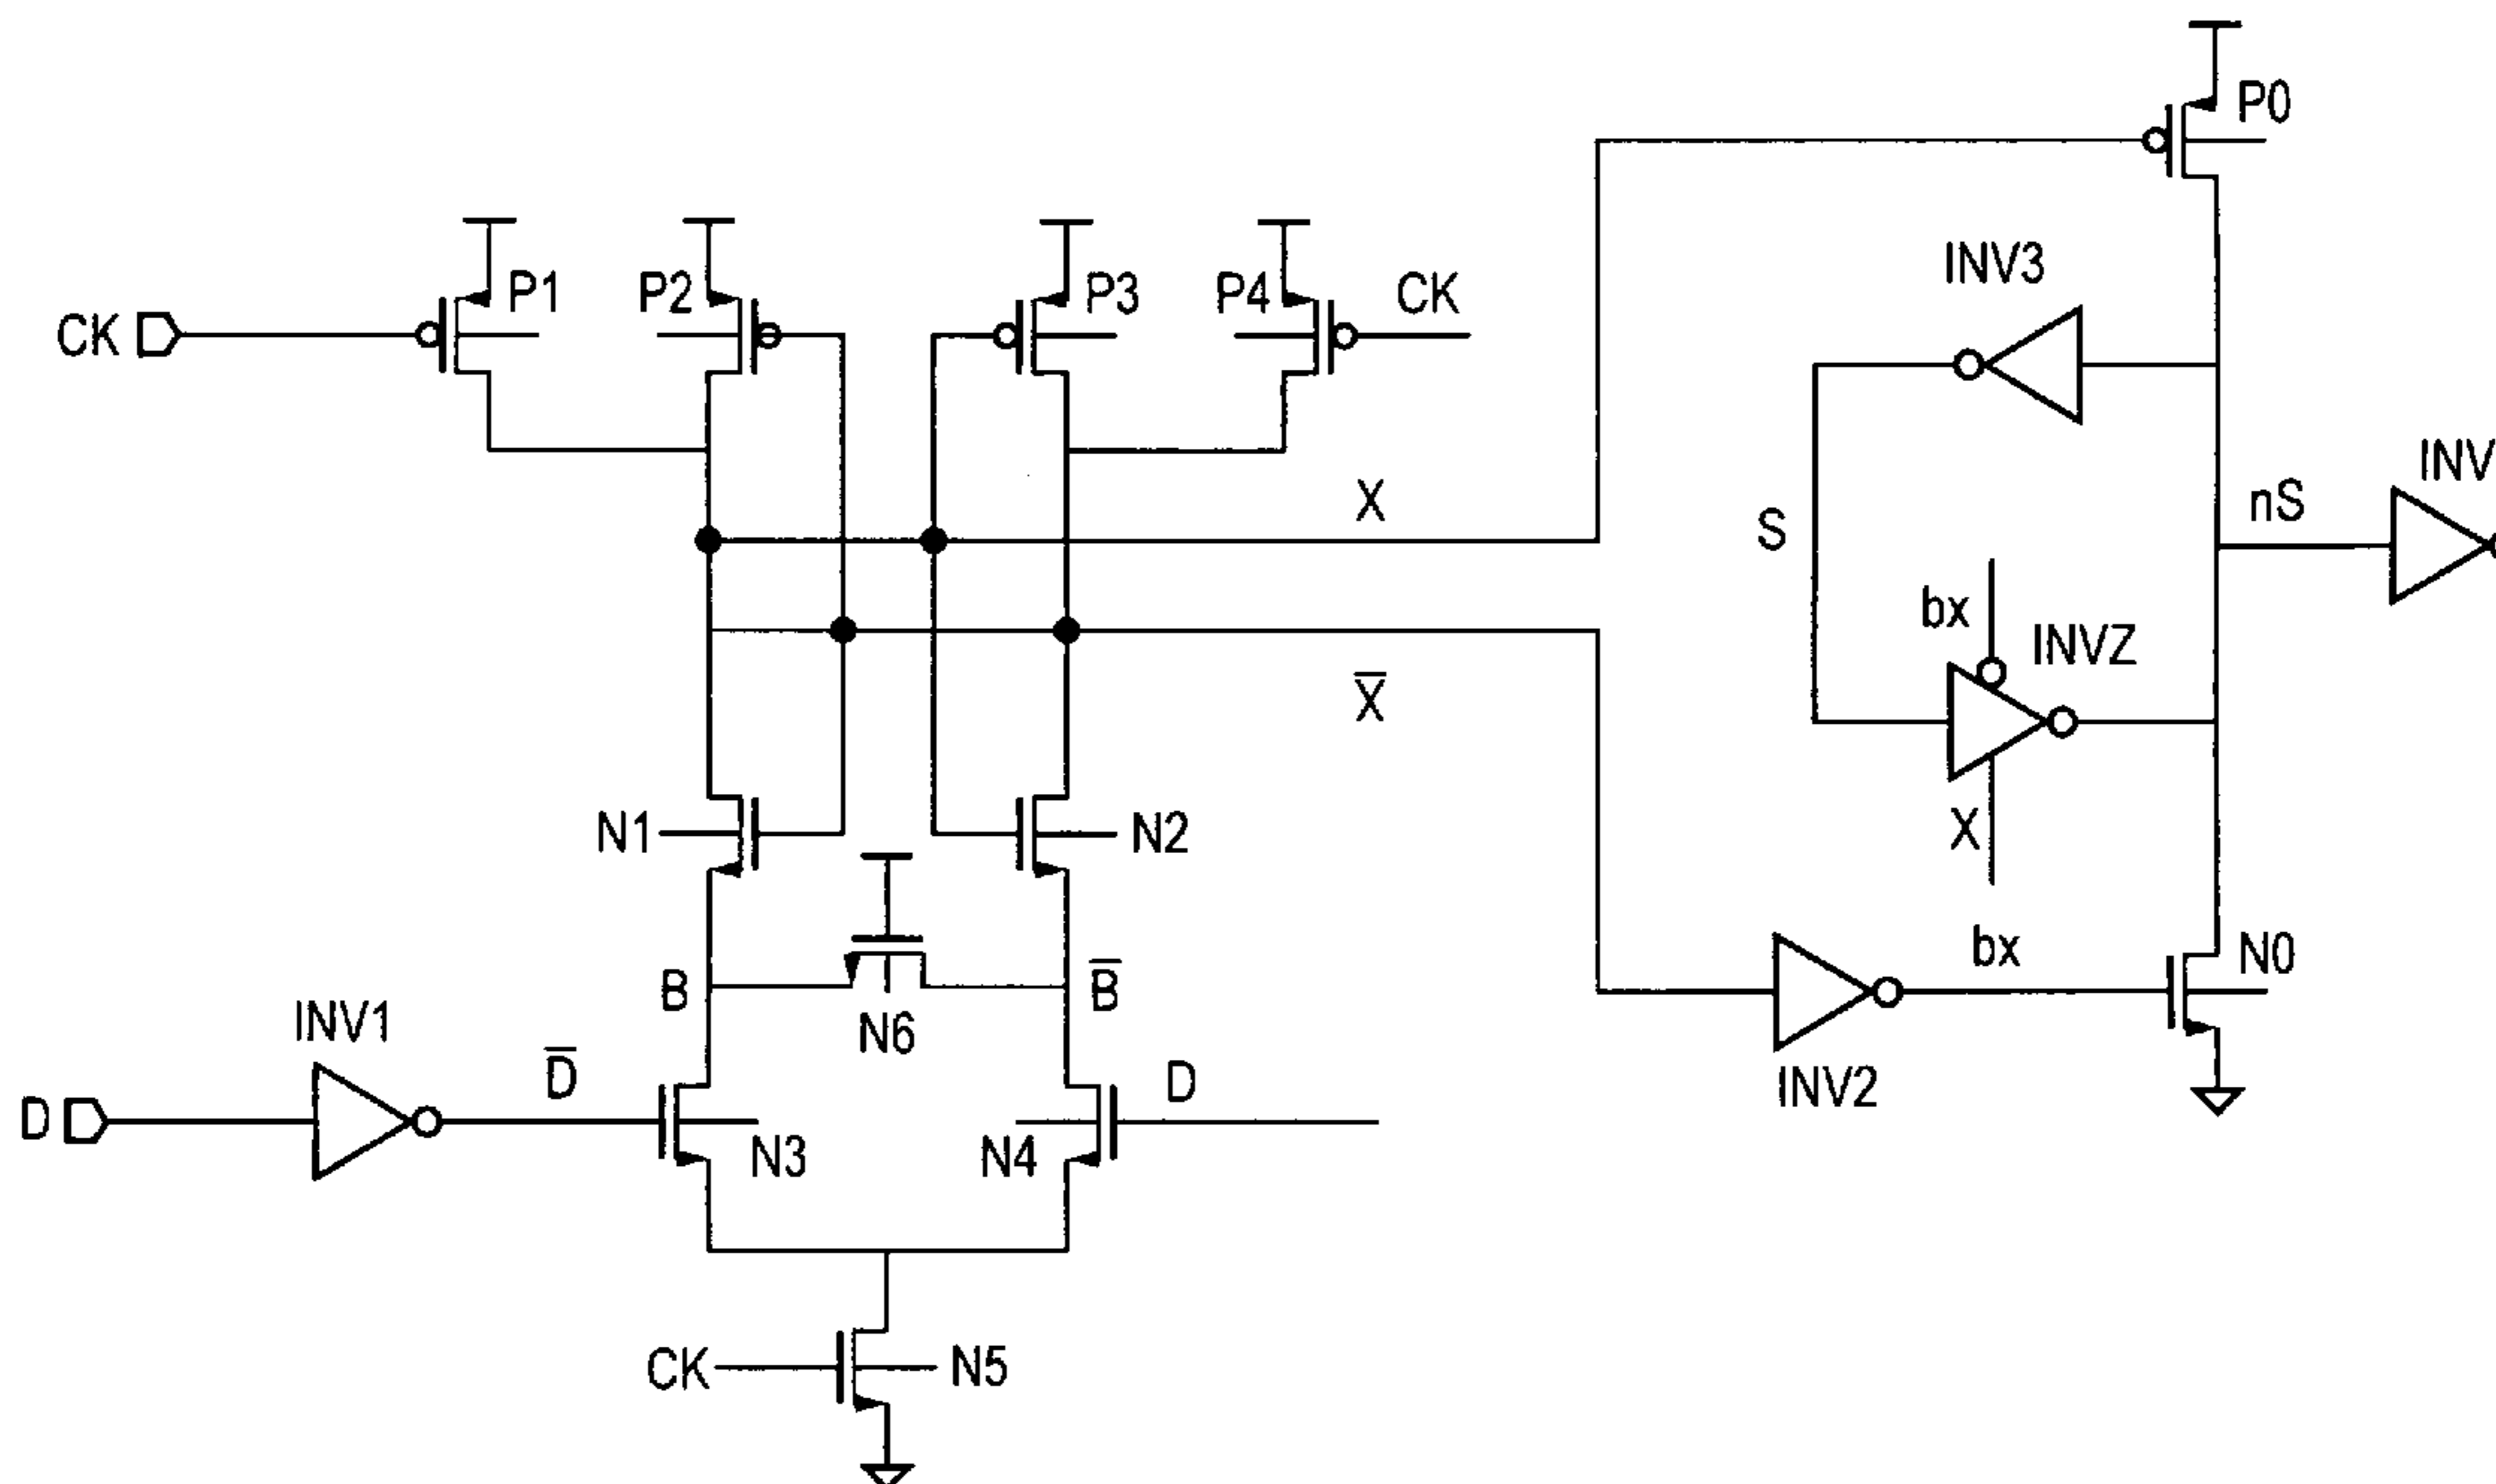 P0
INV3
P1
P2
P3
P4
CK
CK
INV
X
nS
S
bx
INVZ
X̅
N1
N2
X
bx
N0
B
B̅
INV1
N6
D̅
D
D
INV2
N3
N4
CK
N5